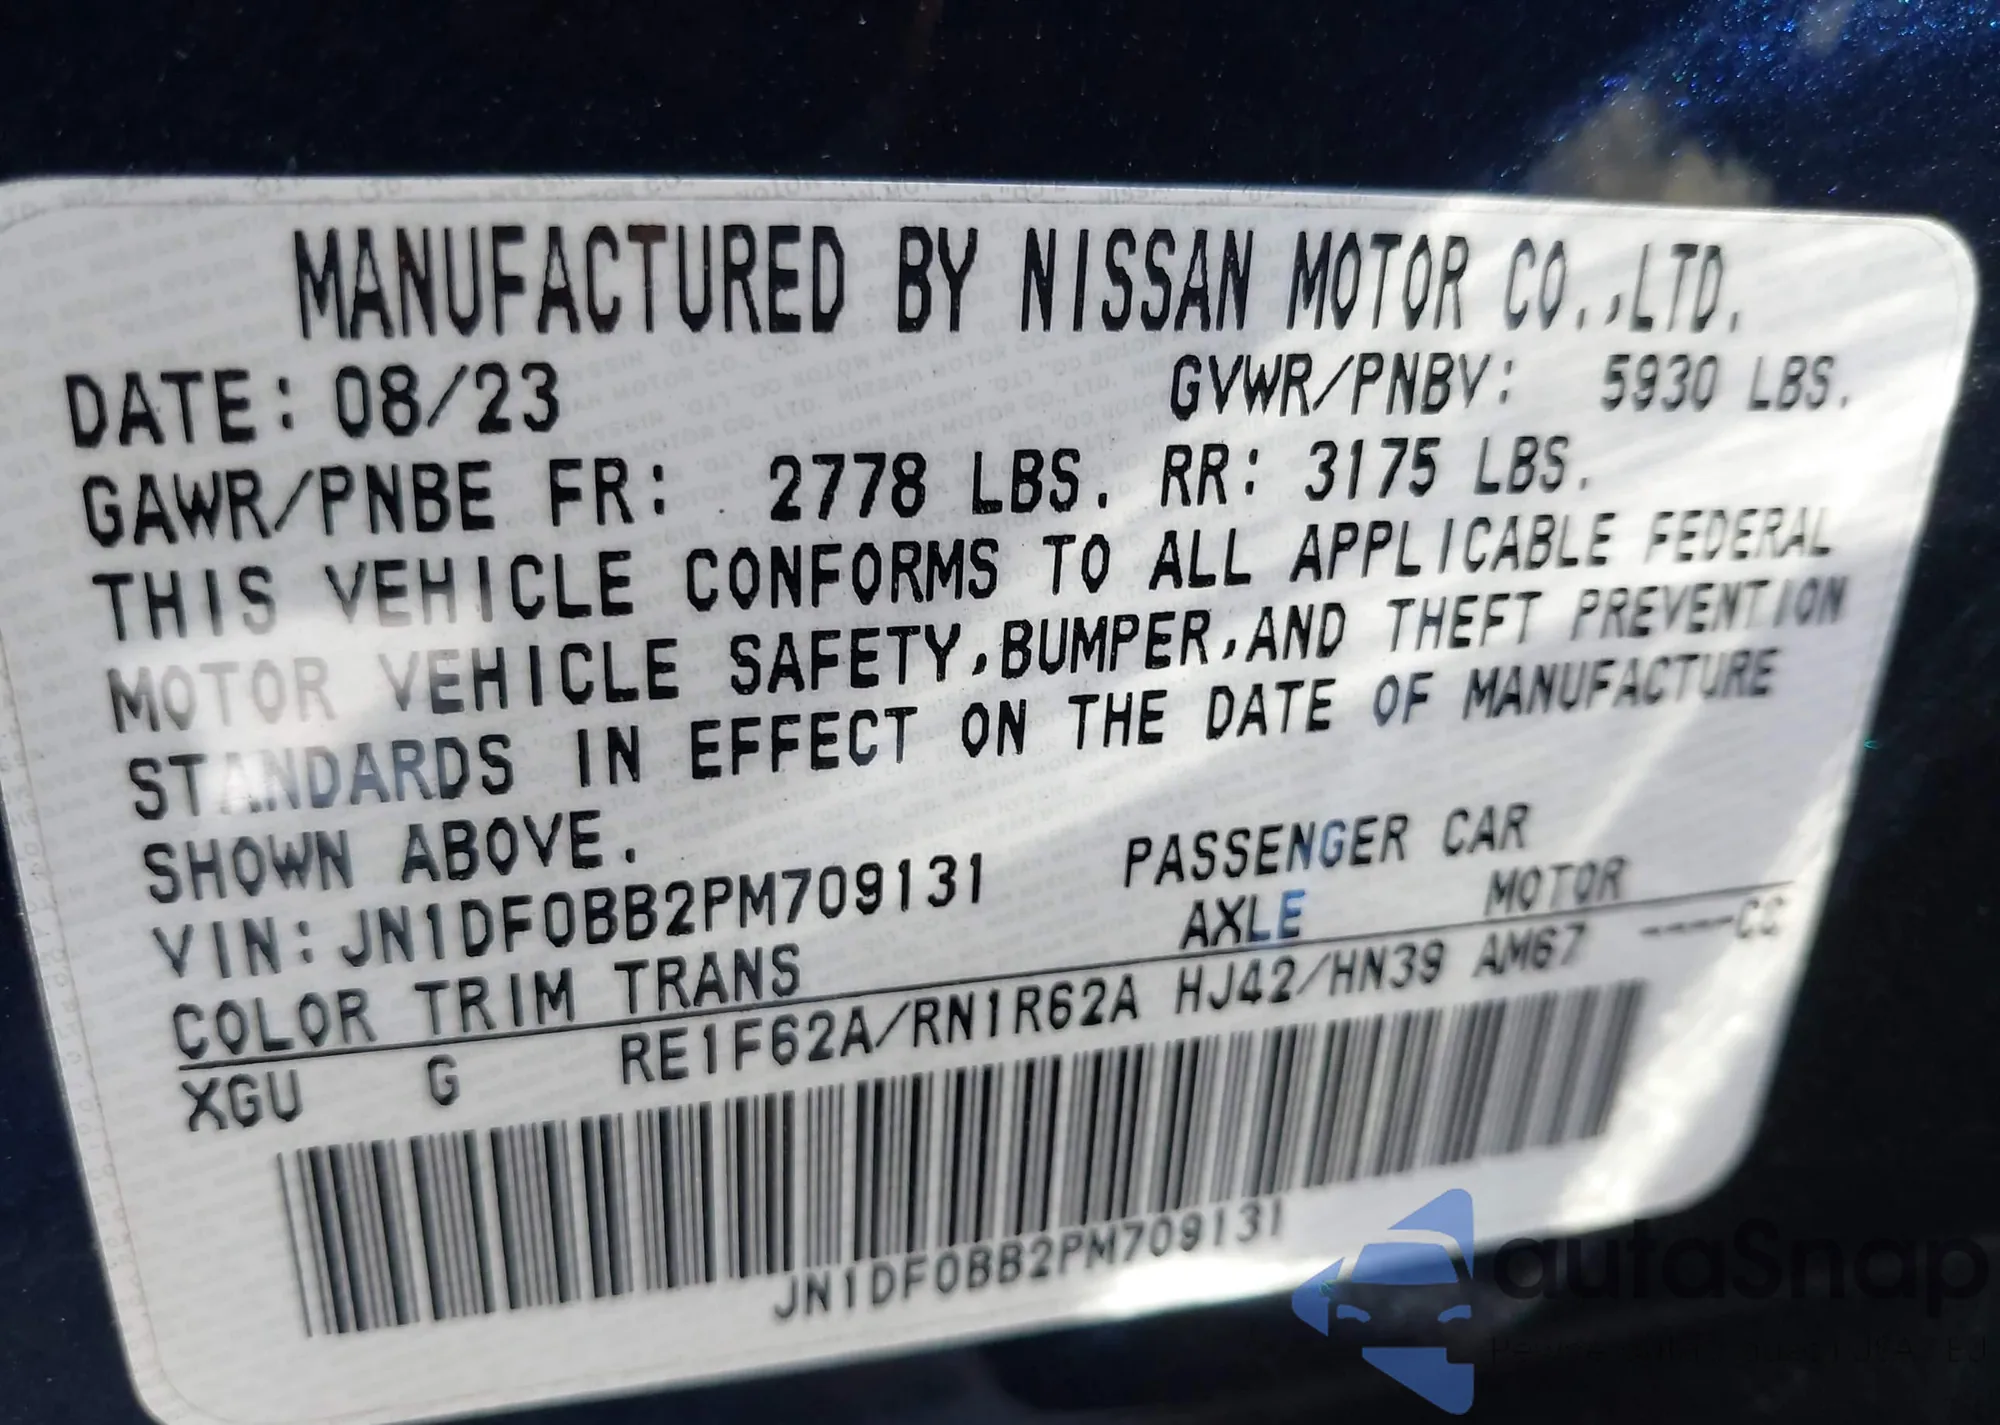 MANUFACTURED BY NISSAN MOTOR CO.,LTD.
DATE: 08/23 GVWR/PNBV: 5930 LBS.
GAWR/PNBE FR: 2778 LBS. RR: 3175 LBS.
THIS VEHICLE CONFORMS TO ALL APPLICABLE FEDERAL
MOTOR VEHICLE SAFETY,BUMPER,AND THEFT PREVENTION
STANDARDS IN EFFECT ON THE DATE OF MANUFACTURE
SHOWN ABOVE.
VIN:JN1DF0BB2PM709131 PASSENGER CAR
COLOR TRIM TRANS AXLE MOTOR
XGU G RE1F62A/RN1R62A HJ42/HN39 AM67 ----CC
JN1DF0BB2PM709131
autoSnap